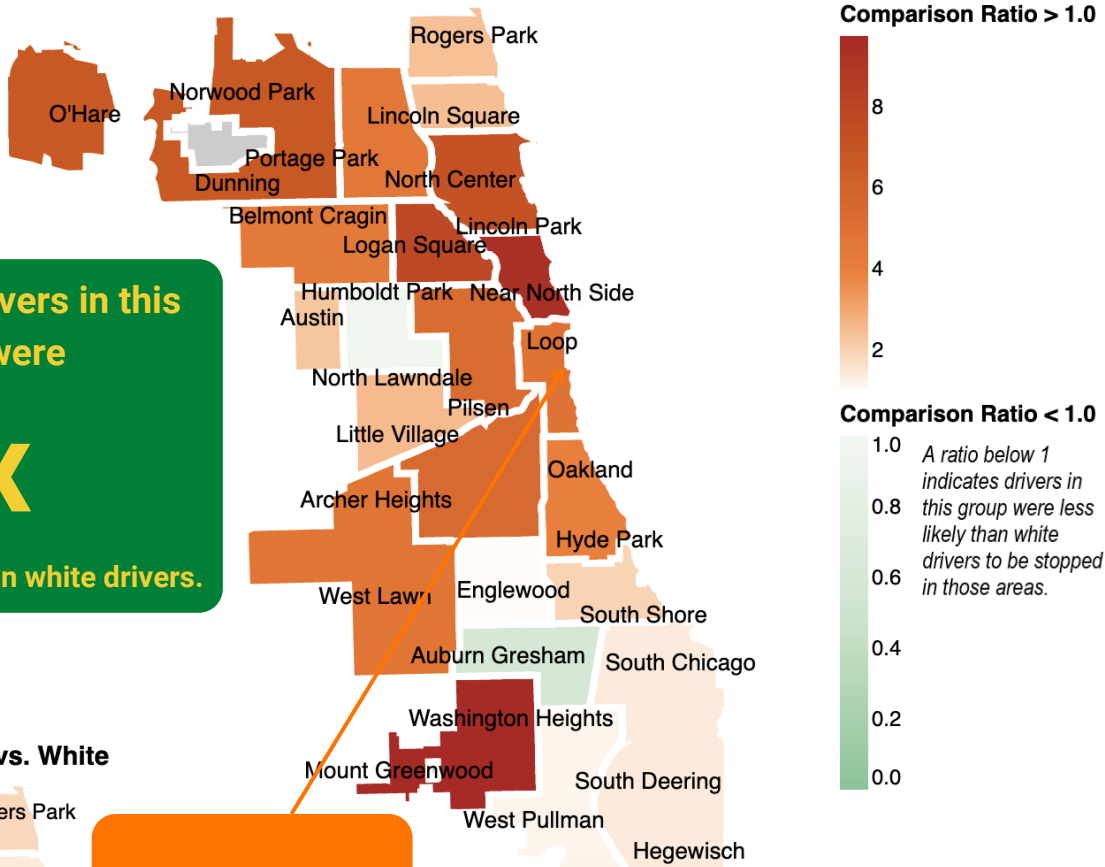 Comparison Ratio > 1.0
8
6
4
2
Comparison Ratio < 1.0
1.0
0.8
0.6
0.4
0.2
0.0
A ratio below 1
indicates drivers in
this group were less
likely than white
drivers to be stopped
in those areas.
Rogers Park
O'Hare
Norwood Park
Lincoln Square
Portage Park
Dunning
North Center
Belmont Cragin
Lincoln Park
Logan Square
Humboldt Park
Near North Side
Austin
Loop
North Lawndale
Pilsen
Little Village
Oakland
Archer Heights
Hyde Park
Englewood
West Lawn
South Shore
Auburn Gresham
South Chicago
Washington Heights
Mount Greenwood
South Deering
West Pullman
Hegewisch
vers in this
were
x
n white drivers.
vs. White
ers Park